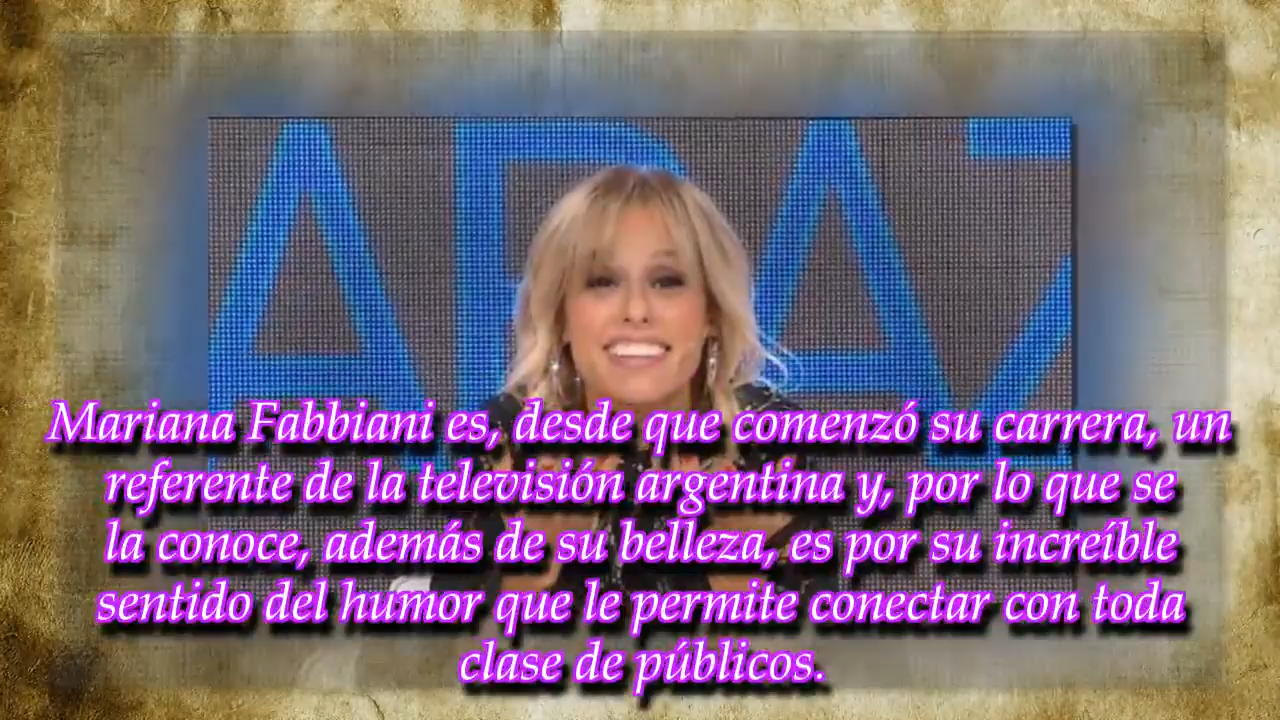 ARAZ
Mariana Fabbiani es, desde que comenzó su carrera, un
referente de la televisión argentina y, por lo que se
la conoce, además de su belleza, es por su increíble
sentido del humor que le permite conectar con toda
clase de públicos.